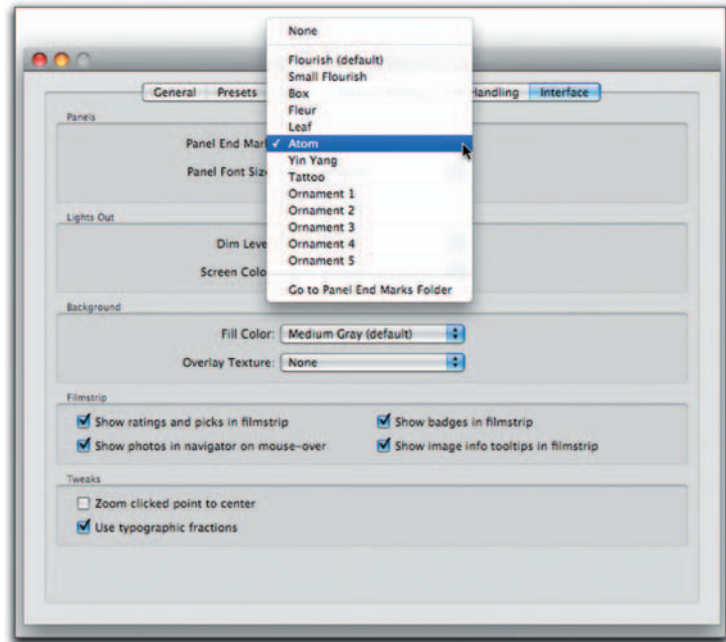 None
Flourish (default)
Small Flourish
Box
Fleur
Leaf
✓ Atom
Yin Yang
Tattoo
Ornament 1
Ornament 2
Ornament 3
Ornament 4
Ornament 5
Go to Panel End Marks Folder
General Presets Handling Interface
Panels
Panel End Mar
Panel Font Siz
Lights Out
Dim Leve
Screen Colo
Background
Fill Color: Medium Gray (default)
Overlay Texture: None
Filmstrip
Show ratings and picks in filmstrip Show badges in filmstrip
Show photos in navigator on mouse-over Show image info tooltips in filmstrip
Tweaks
Zoom clicked point to center
Use typographic fractions